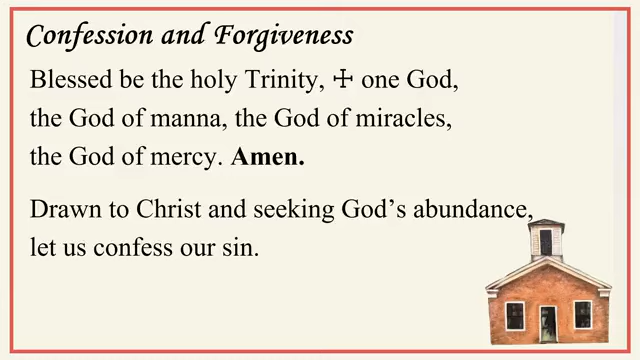 Confession and Forgiveness
Blessed be the holy Trinity, ☩ one God,
the God of manna, the God of miracles,
the God of mercy. Amen.
Drawn to Christ and seeking God’s abundance,
let us confess our sin.